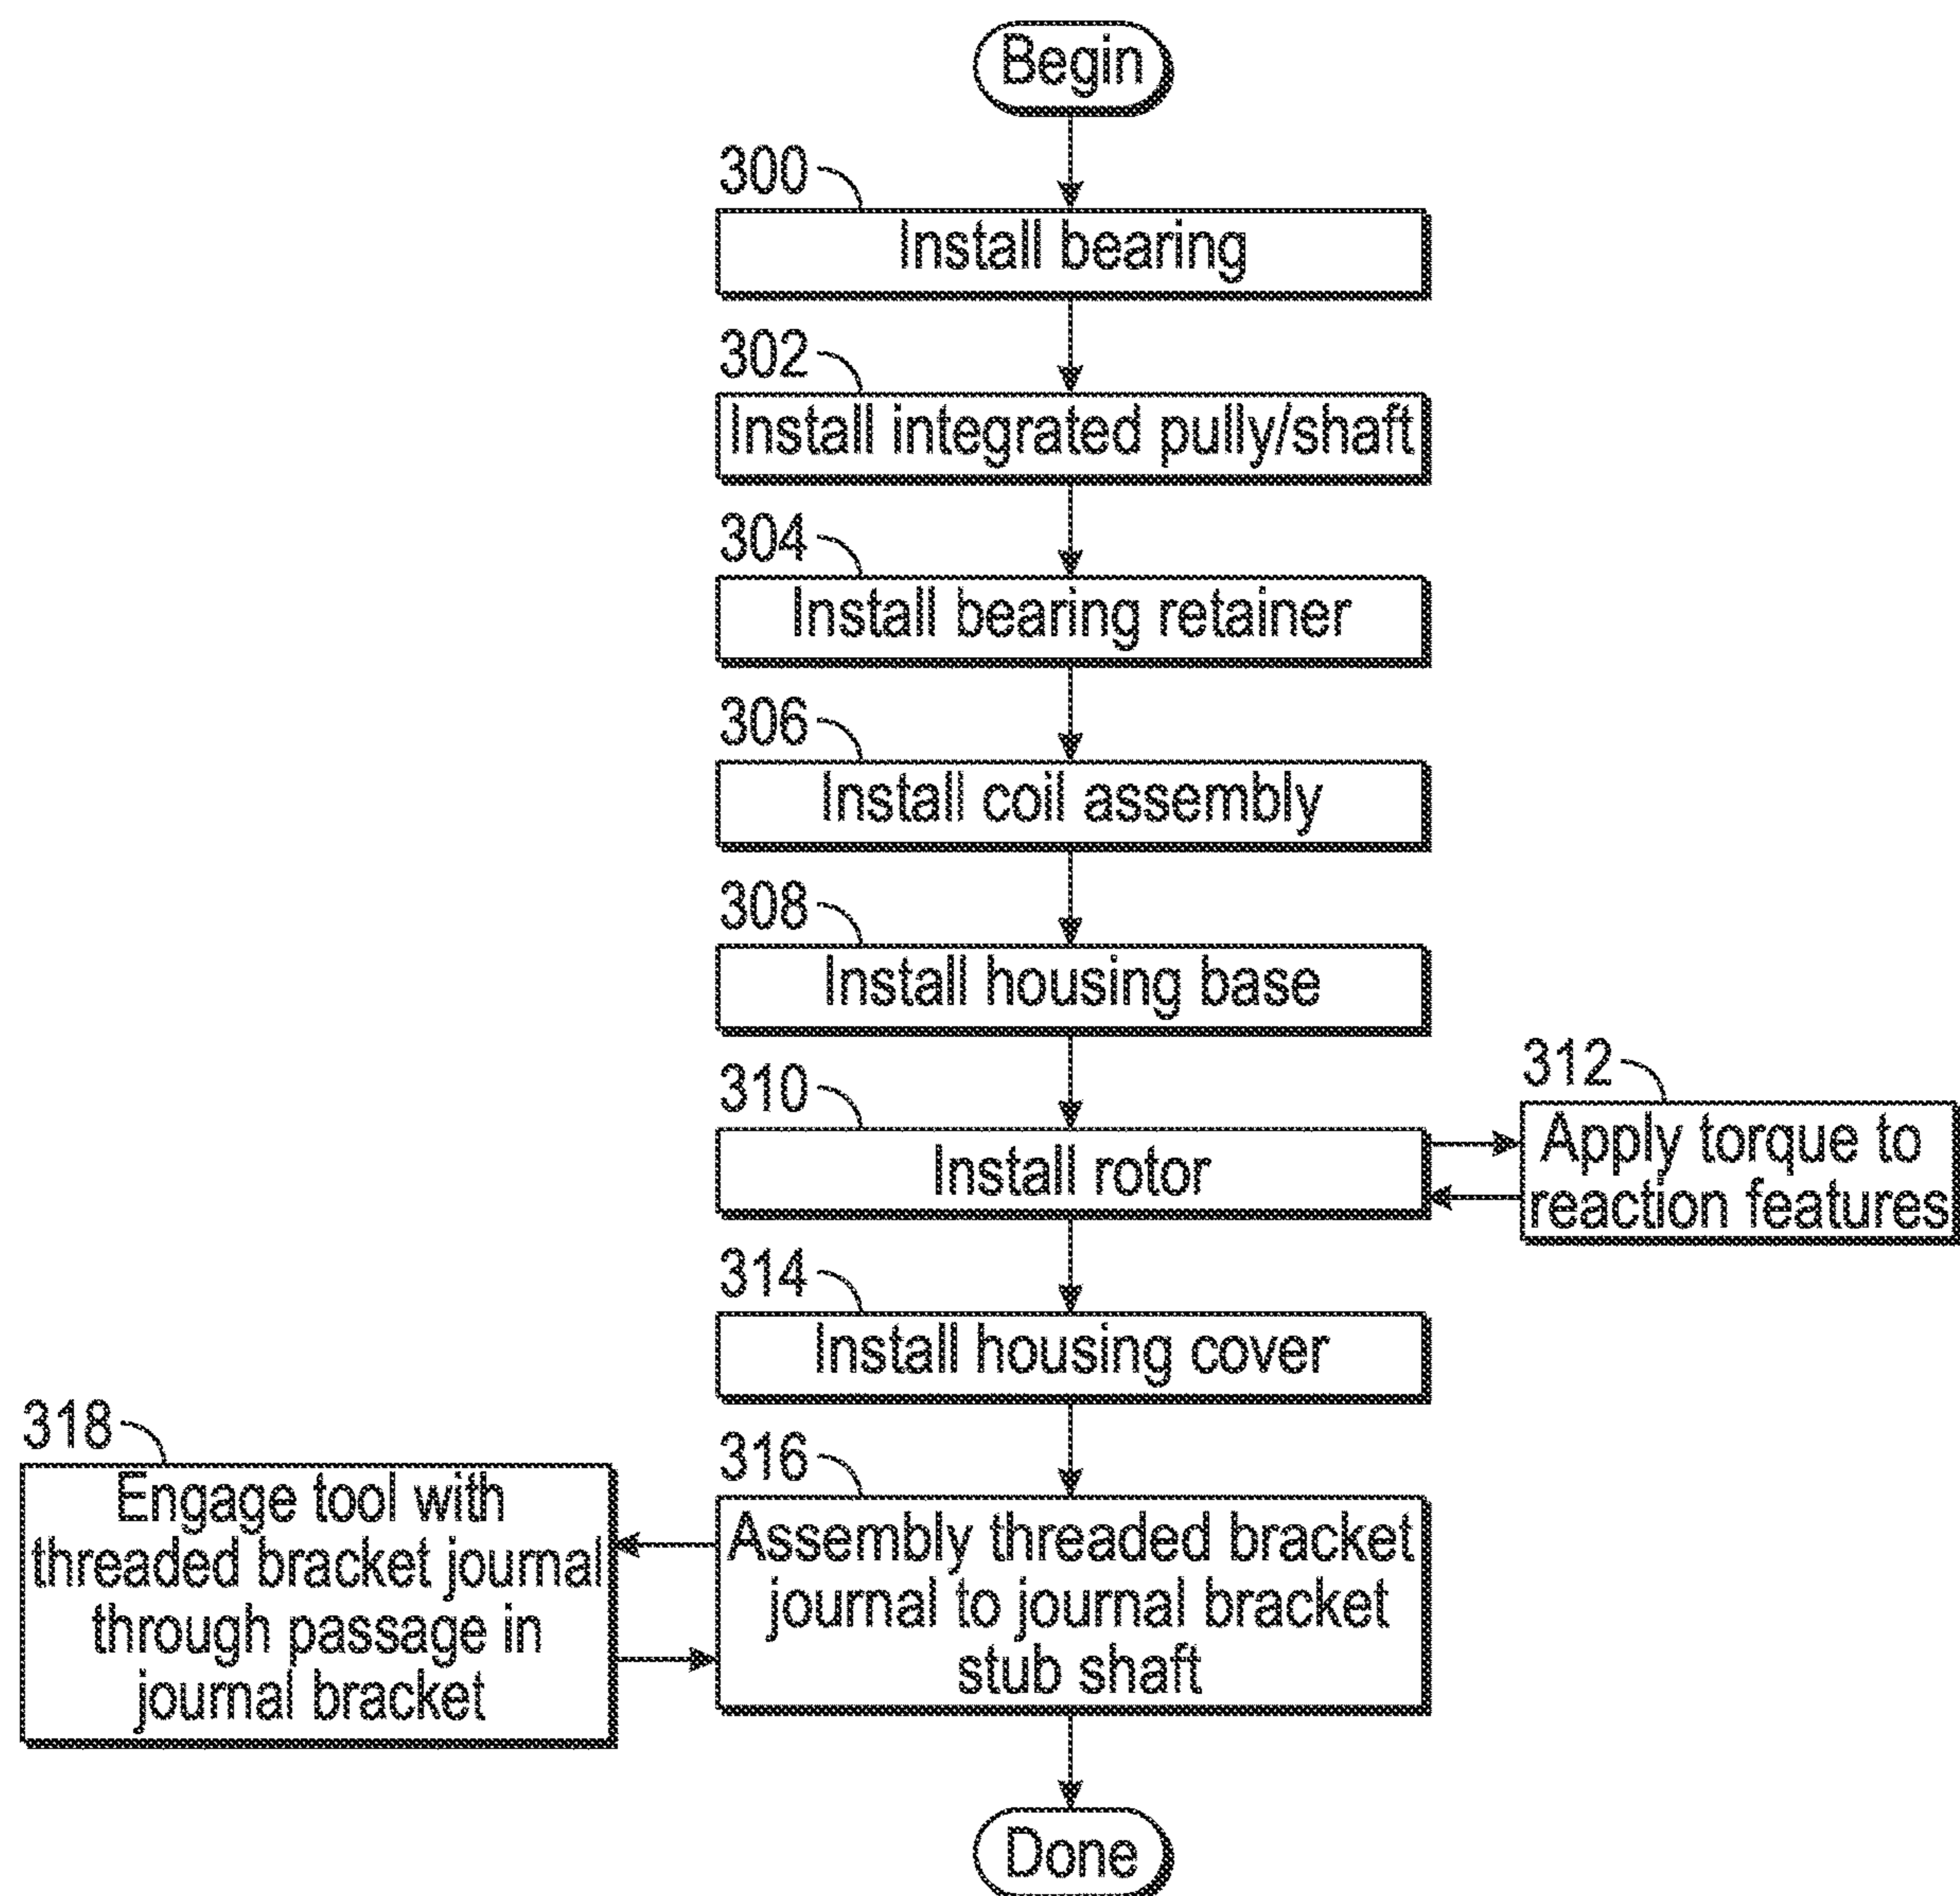 Begin
300
Install bearing
302
Install integrated pully/shaft
304
Install bearing retainer
306
Install coil assembly
308
Install housing base
310
Install rotor
312
Apply torque to
reaction features
314
Install housing cover
316
Assembly threaded bracket
journal to journal bracket
stub shaft
318
Engage tool with
threaded bracket journal
through passage in
journal bracket
Done